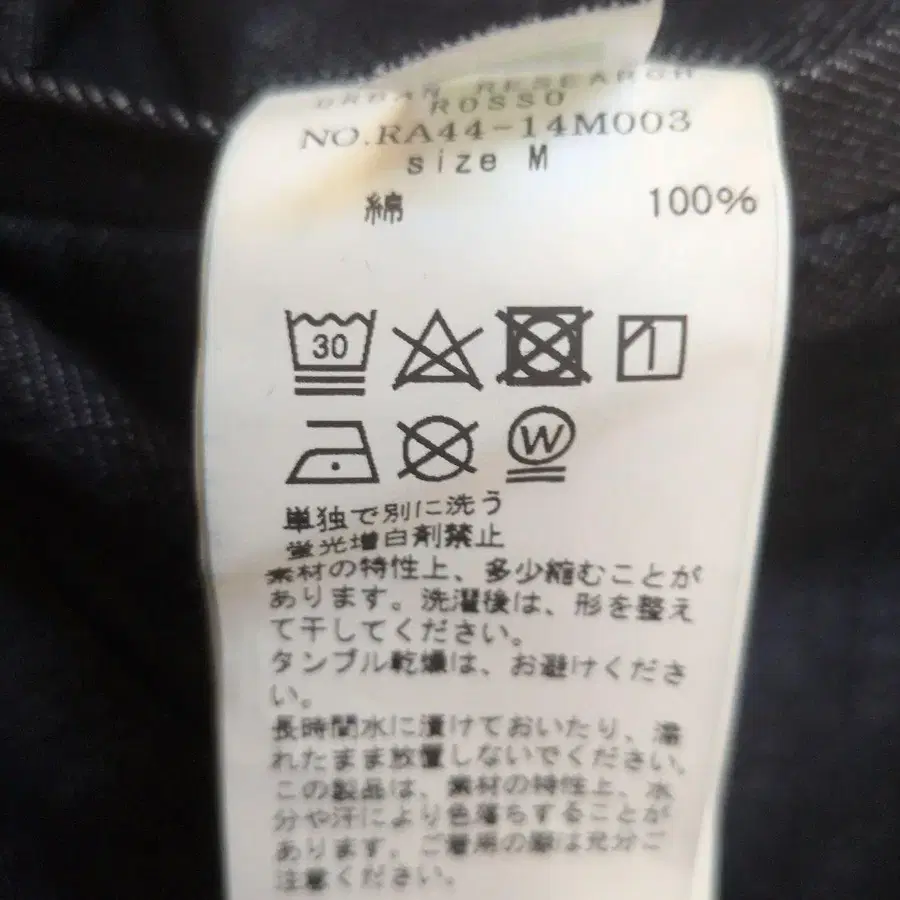 URBAN RESEARCH
ROSSO
NO.RA44-14M003
size M
綿 100%
30
W
単独で別に洗う
蛍光増白剤禁止
素材の特性上、多少縮むことが
あります。洗濯後は、形を整え
て干してください。
タンブル乾燥は、お避けくださ
い。
長時間水に漬けておいたり、濡
れたまま放置しないでください。
この製品は、素材の特性上、水
分や汗により色落ちすることが
あります。ご着用の際は充分ご
注意ください。